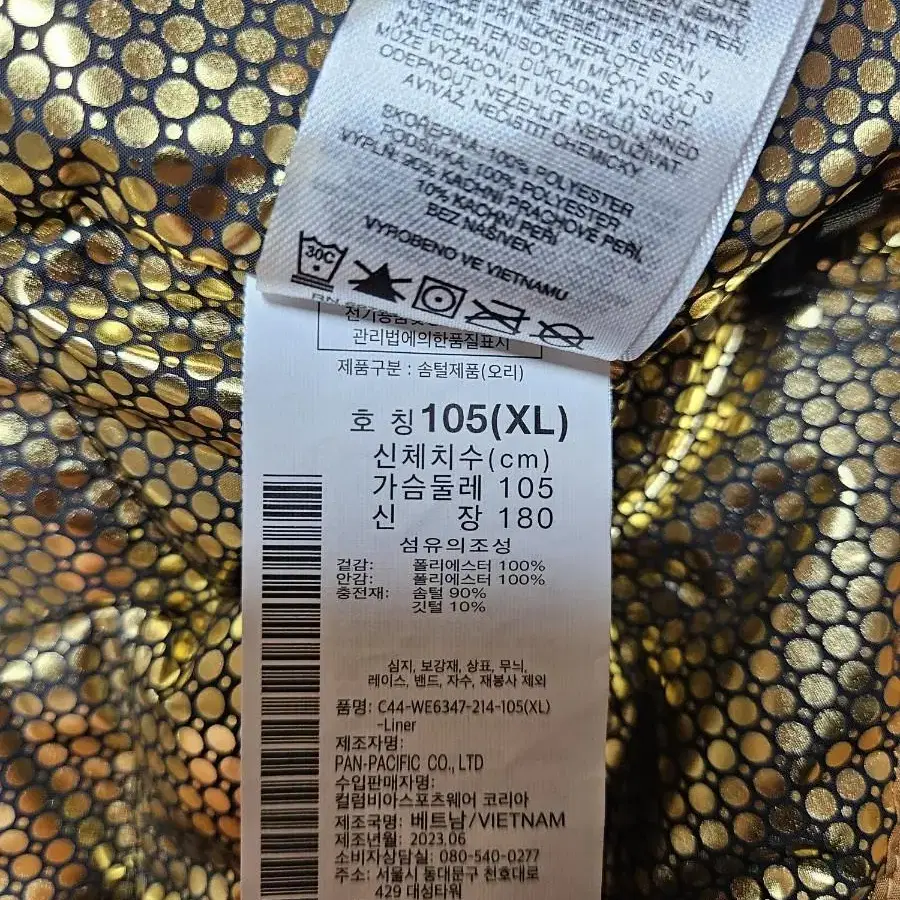 NAŽEHLOVAT, NEMÁCHAT, PRÁT
PŘI NÍZKÉ TEPLOTĚ, SE 2-3
ČISTÝMI TENISOVÝMI MÍČKY KVŮLI
MŮŽE VYŽADOVAT VÍCE CYKLŮ. IHNED
ODEPNOUT, NEŽEHLIT, NEPOUŽÍVAT
AVIVÁŽ, NEČISTIT CHEMICKY
SKOŘEPINA, 100% POLYESTER
PODŠÍVKA, 100% POLYESTER
VÝPLŇ, 90% KACHNÍ PRACHOVÉ PEŘÍ,
10% KACHNÍ PEŘÍ
BEZ NÁŠIVEK
VYROBENO VE VIETNAMU
30C
관리법에의한품질표시
제품구분 : 솜털제품(오리)
호 칭 105(XL)
신체치수(cm)
가슴둘레 105
신 장 180
섬유의조성
겉감: 폴리에스터 100%
안감: 폴리에스터 100%
충전재: 솜털 90%
깃털 10%
심지, 보강재, 상표, 무늬,
레이스, 밴드, 자수, 재봉사 제외
품명: C44-WE6347-214-105(XL)
-Liner
제조자명:
PAN-PACIFIC CO., LTD
수입판매자명:
컬럼비아스포츠웨어 코리아
제조국명: 베트남/VIETNAM
제조년월: 2023.06
소비자상담실: 080-540-0277
주소: 서울시 동대문구 천호대로
429 대성타워